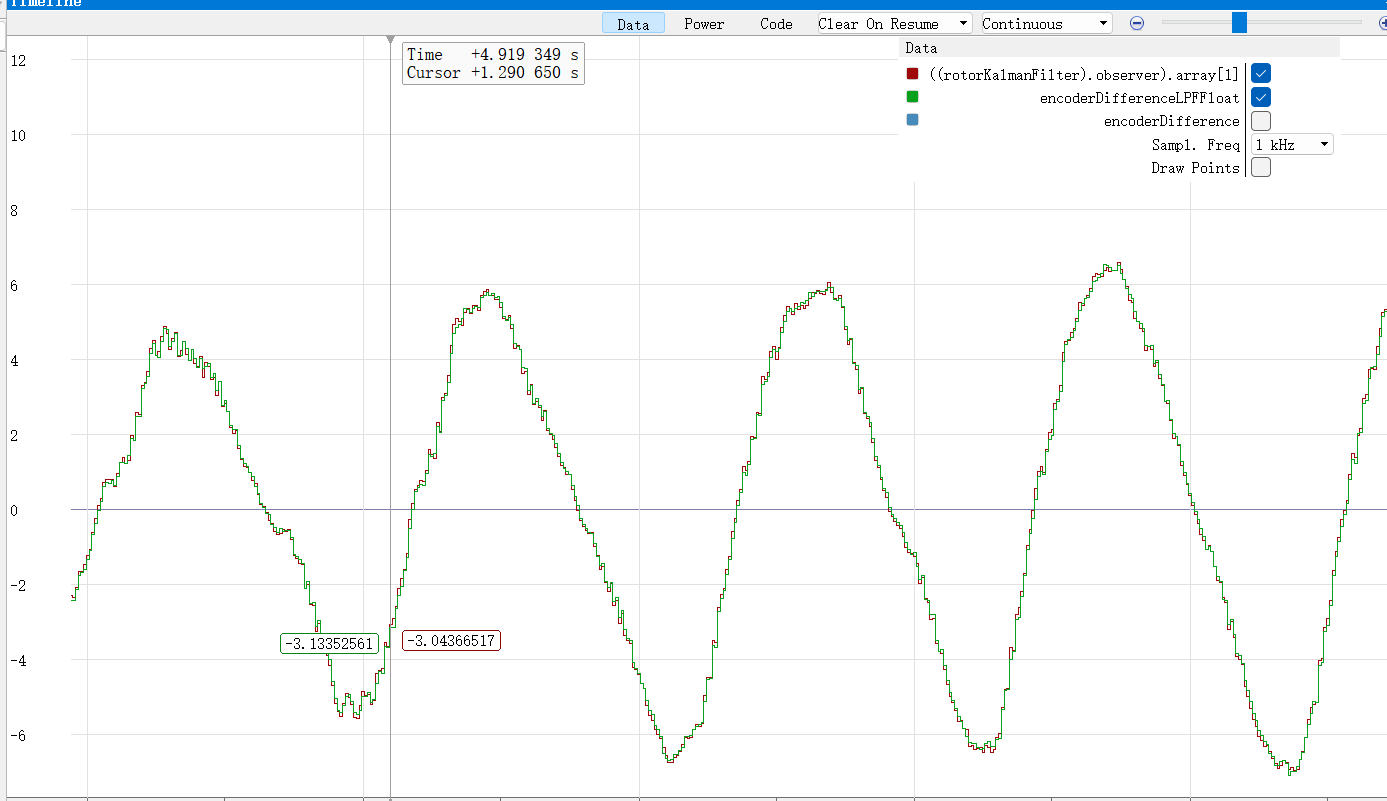 Timeline
Data Power Code Clear On Resume Continuous
Time +4.919 349 s
Cursor +1.290 650 s
Data
((rotorKalmanFilter).observer).array[1]
encoderDifferenceLPFFloat
encoderDifference
Sampl. Freq 1 kHz
Draw Points
12
10
8
6
4
2
0
-2
-4
-6
-3.13352561
-3.04366517